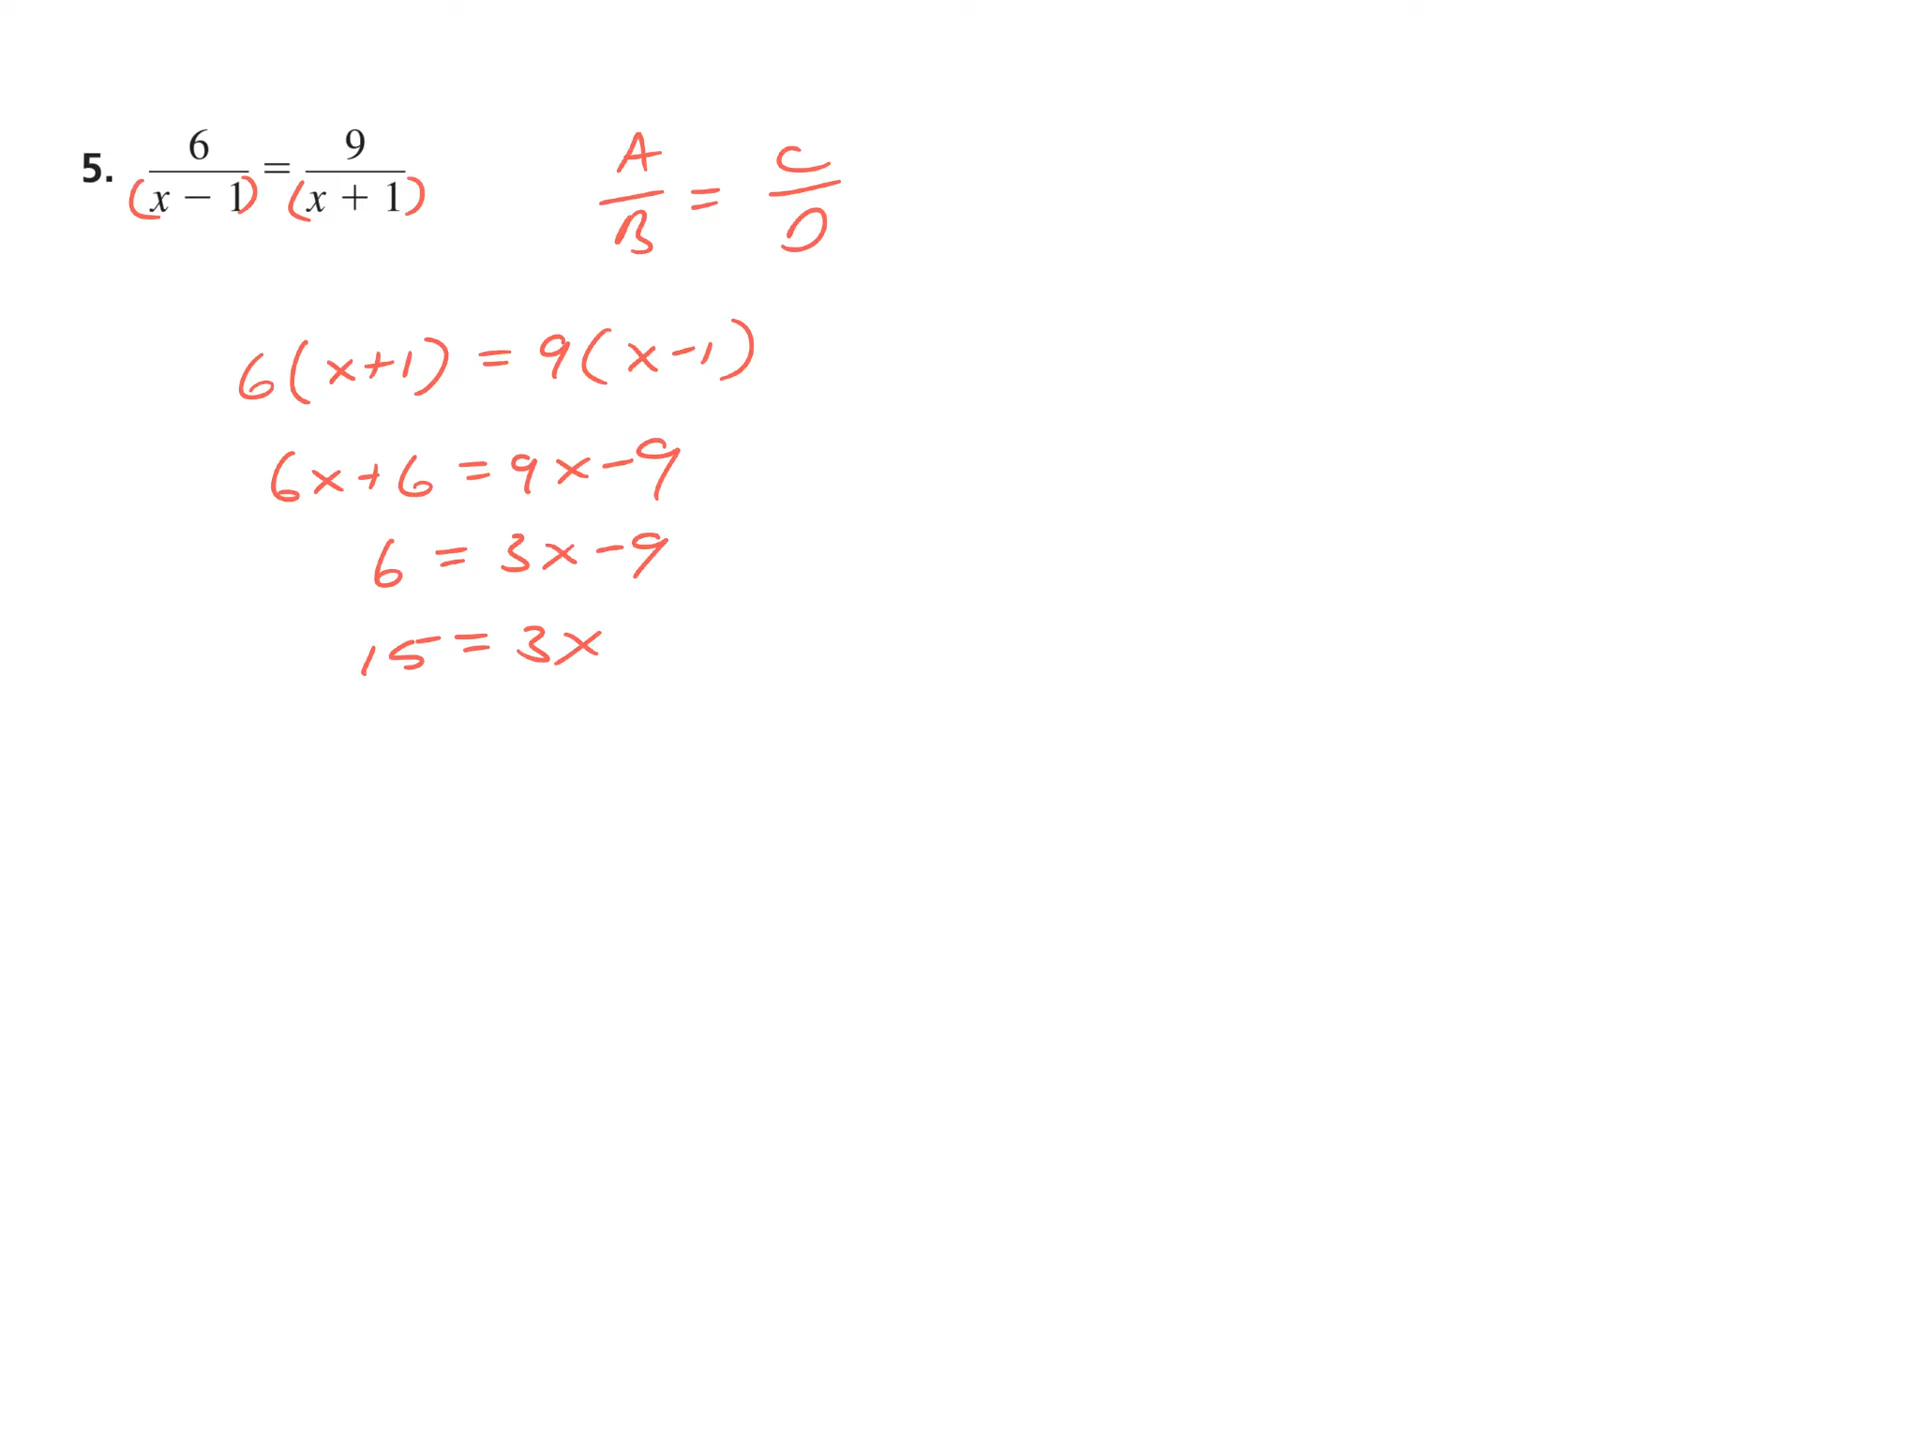 5. 6/(x − 1) = 9/(x + 1)
A/B = C/D
6(x+1) = 9(x-1)
6x+6 = 9x-9
6 = 3x-9
15 = 3x